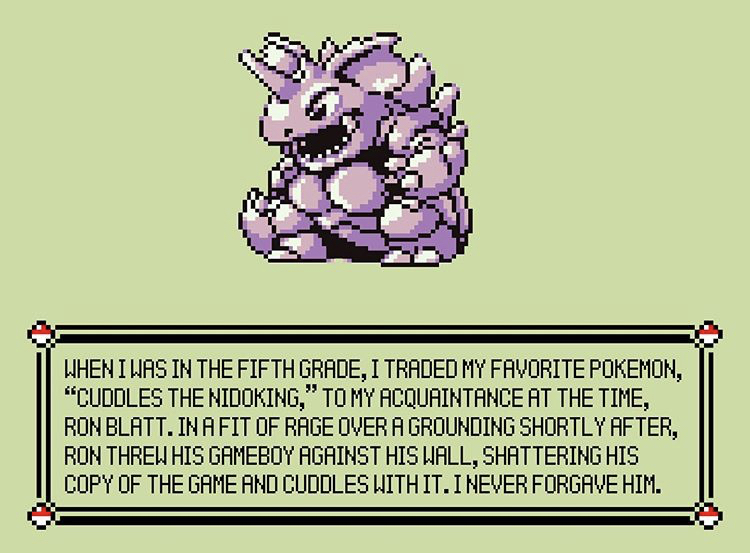 WHEN I WAS IN THE FIFTH GRADE, I TRADED MY FAVORITE POKEMON,
“CUDDLES THE NIDOKING,” TO MY ACQUAINTANCE AT THE TIME,
RON BLATT. IN A FIT OF RAGE OVER A GROUNDING SHORTLY AFTER,
RON THREW HIS GAMEBOY AGAINST HIS WALL, SHATTERING HIS
COPY OF THE GAME AND CUDDLES WITH IT. I NEVER FORGAVE HIM.